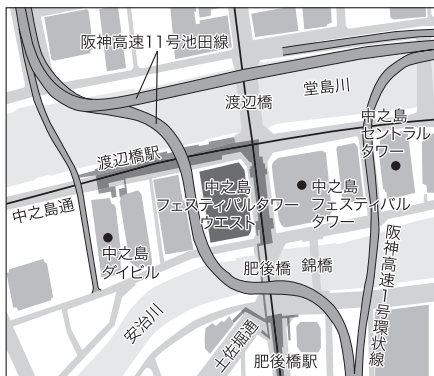 阪神高速11号池田線
渡辺橋
堂島川
中之島
セントラル
タワー
渡辺橋駅
中之島通
中之島
フェスティバルタワー
ウエスト
中之島
フェスティバル
タワー
中之島
ダイビル
肥後橋
錦橋
阪神高速1号環状線
安治川
土佐堀通
肥後橋駅